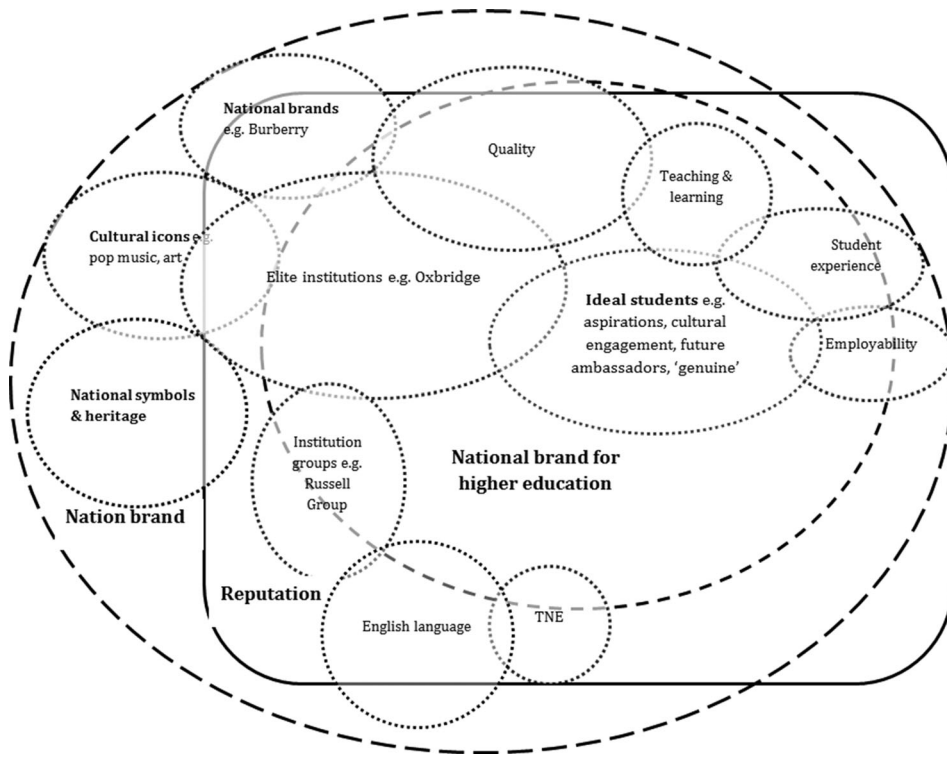 National brands
e.g. Burberry
Quality
Teaching &
learning
Cultural icons e.g.
pop music, art
Elite institutions e.g. Oxbridge
Student
experience
Ideal students e.g.
aspirations, cultural
engagement, future
ambassadors, ‘genuine’
Employability
National symbols
& heritage
Institution
groups e.g.
Russell
Group
National brand for
higher education
Nation brand
Reputation
English language
TNE